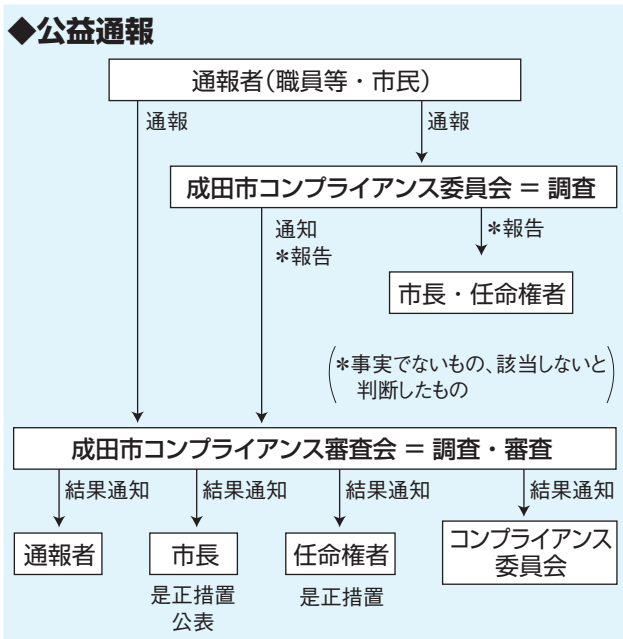 ◆公益通報
通報者(職員等・市民)
通報
通報
成田市コンプライアンス委員会 = 調査
通知
*報告
*報告
市長・任命権者
(*事実でないもの、該当しないと
判断したもの)
成田市コンプライアンス審査会 = 調査・審査
結果通知
結果通知
結果通知
結果通知
通報者
市長
任命権者
コンプライアンス
委員会
是正措置
公表
是正措置